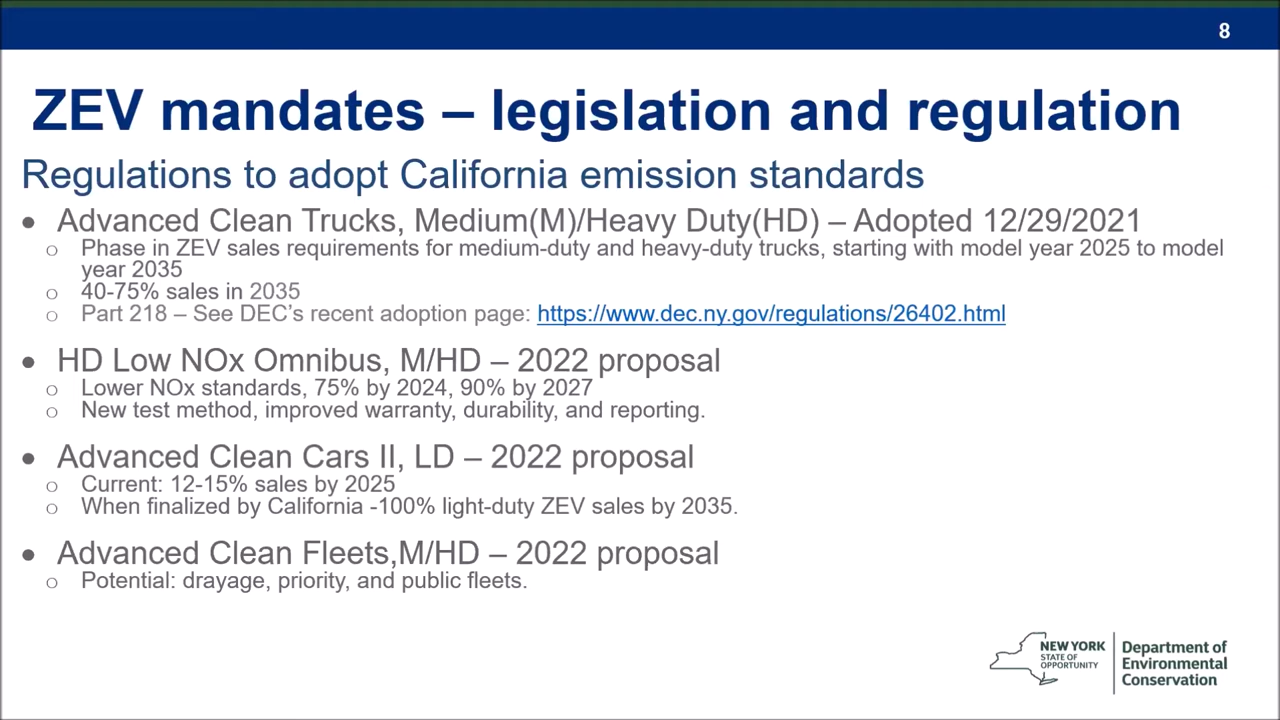 8
ZEV mandates – legislation and regulation
Regulations to adopt California emission standards
• Advanced Clean Trucks, Medium(M)/Heavy Duty(HD) – Adopted 12/29/2021
o Phase in ZEV sales requirements for medium-duty and heavy-duty trucks, starting with model year 2025 to model
year 2035
o 40-75% sales in 2035
o Part 218 – See DEC's recent adoption page: https://www.dec.ny.gov/regulations/26402.html
• HD Low NOx Omnibus, M/HD – 2022 proposal
o Lower NOx standards, 75% by 2024, 90% by 2027
o New test method, improved warranty, durability, and reporting.
• Advanced Clean Cars II, LD – 2022 proposal
o Current: 12-15% sales by 2025
o When finalized by California -100% light-duty ZEV sales by 2035.
• Advanced Clean Fleets,M/HD – 2022 proposal
o Potential: drayage, priority, and public fleets.
NEW YORK
STATE OF
OPPORTUNITY
Department of
Environmental
Conservation